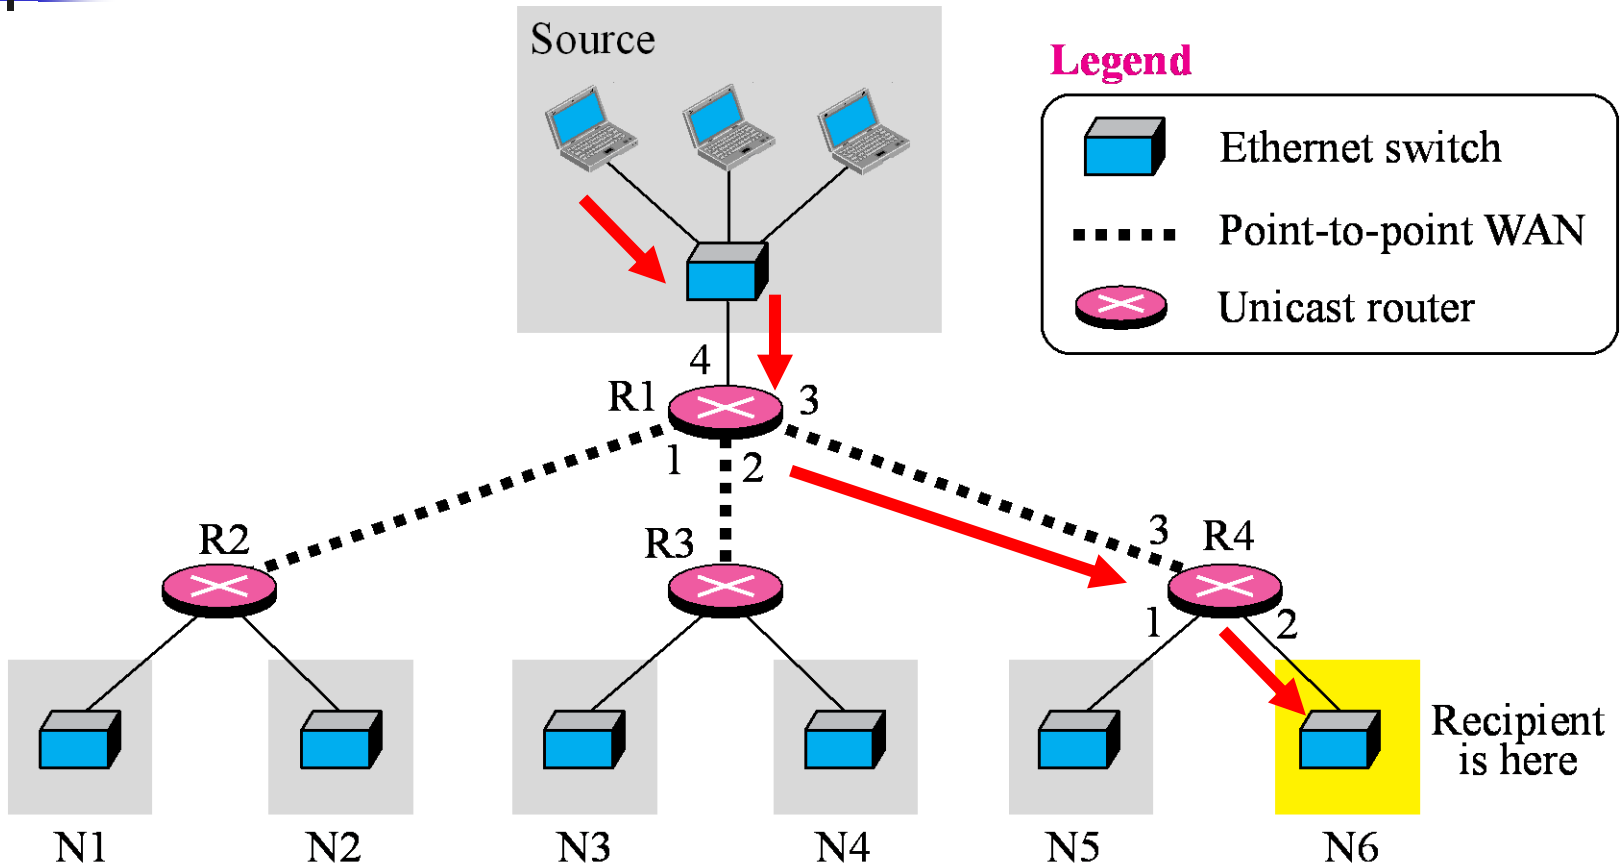 Source
Legend
Ethernet switch
Point-to-point WAN
Unicast router
4
R1
3
1
2
R2
R3
3
R4
1
2
Recipient
is here
N1
N2
N3
N4
N5
N6